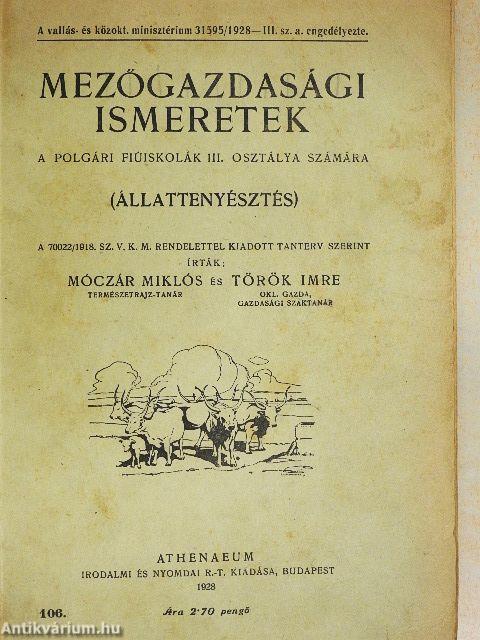 A vallás- és közokt. minisztérium 31595/1928—III. sz. a. engedélyezte.
MEZŐGAZDASÁGI
ISMERETEK
A POLGÁRI FIÚISKOLÁK III. OSZTÁLYA SZÁMÁRA
(ÁLLATTENYÉSZTÉS)
A 70022/1918. SZ. V. K. M. RENDELETTEL KIADOTT TANTERV SZERINT
ÍRTÁK;
MÓCZÁR MIKLÓS ÉS TÖRÖK IMRE
TERMÉSZETRAJZ-TANÁR OKL. GAZDA,
GAZDASÁGI SZAKTANÁR
ATHENAEUM
IRODALMI ÉS NYOMDAI R.-T. KIADÁSA, BUDAPEST
1928
106. Ára 2·70 pengő
Antikvárium.hu